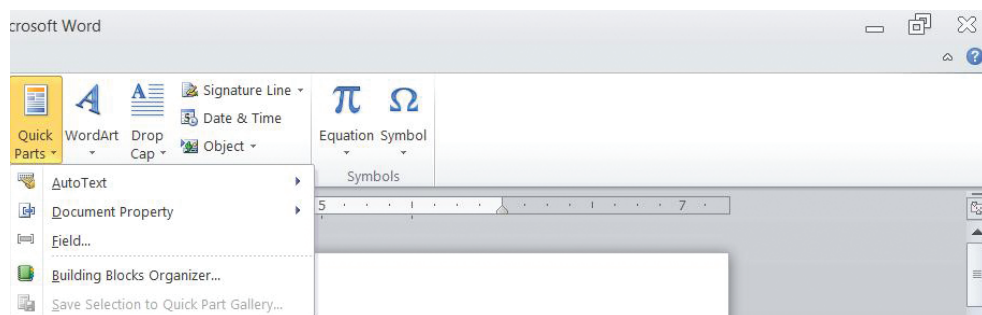 crosoft Word
Signature Line
Date & Time
Object
Quick Parts
WordArt
Drop Cap
Equation
Symbol
Symbols
AutoText
Document Property
Field...
Building Blocks Organizer...
Save Selection to Quick Part Gallery...
5
7